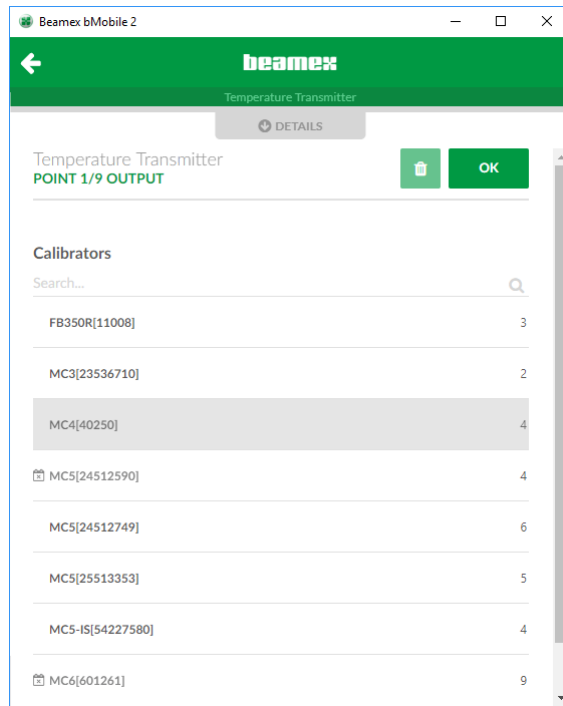 Beamex bMobile 2
beamex
Temperature Transmitter
DETAILS
Temperature Transmitter
POINT 1/9 OUTPUT
OK
Calibrators
Search...
FB350R[11008] 3
MC3[23536710] 2
MC4[40250] 4
MC5[24512590] 4
MC5[24512749] 6
MC5[25513353] 5
MC5-IS[54227580] 4
MC6[601261] 9